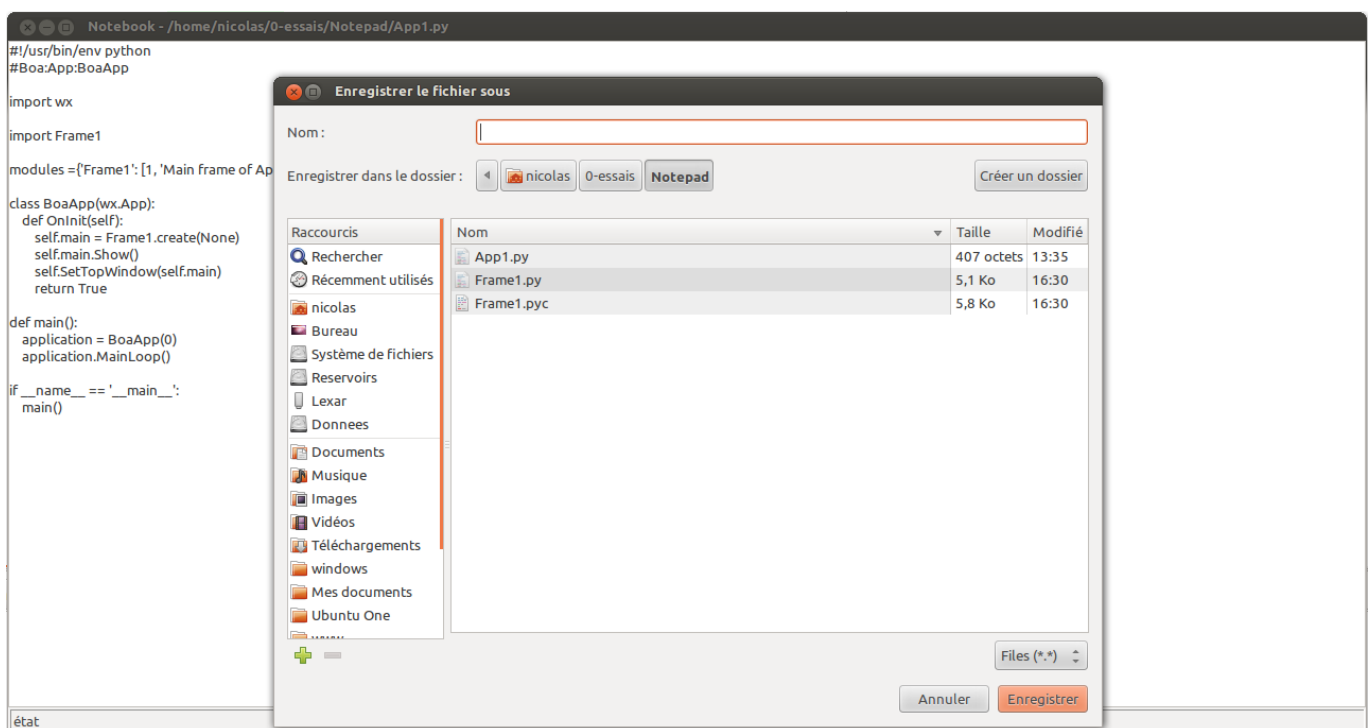 Notebook - /home/nicolas/0-essais/Notepad/App1.py
#!/usr/bin/env python
#Boa:App:BoaApp
import wx
import Frame1
modules ={'Frame1': [1, 'Main frame of Ap
class BoaApp(wx.App):
def OnInit(self):
self.main = Frame1.create(None)
self.main.Show()
self.SetTopWindow(self.main)
return True
def main():
application = BoaApp(0)
application.MainLoop()
if __name__ == '__main__':
main()
état
Enregistrer le fichier sous
Nom :
Enregistrer dans le dossier : nicolas 0-essais Notepad Créer un dossier
Raccourcis
Rechercher
Récemment utilisés
nicolas
Bureau
Système de fichiers
Reservoirs
Lexar
Donnees
Documents
Musique
Images
Vidéos
Téléchargements
windows
Mes documents
Ubuntu One
Nom Taille Modifié
App1.py 407 octets 13:35
Frame1.py 5,1 Ko 16:30
Frame1.pyc 5,8 Ko 16:30
Files (*.*)
Annuler Enregistrer